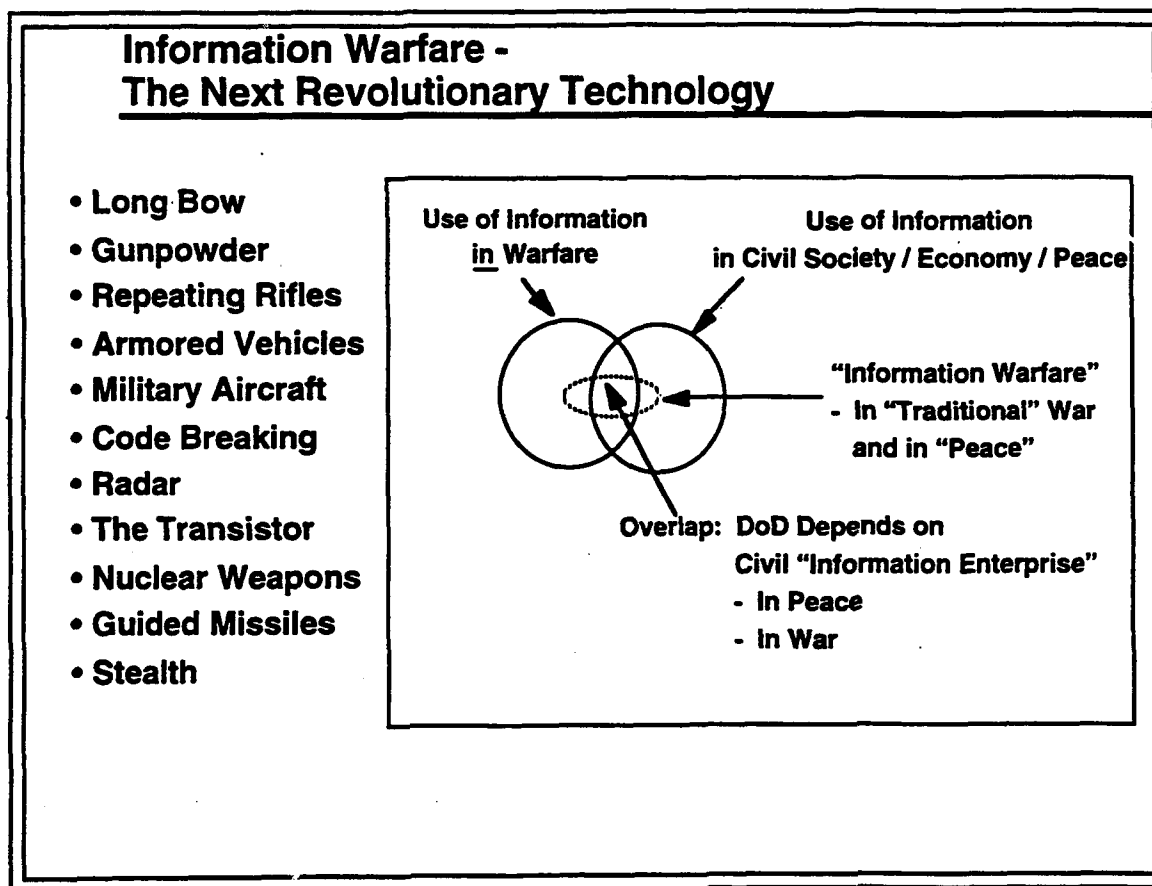 Information Warfare -
The Next Revolutionary Technology
• Long Bow
• Gunpowder
• Repeating Rifles
• Armored Vehicles
• Military Aircraft
• Code Breaking
• Radar
• The Transistor
• Nuclear Weapons
• Guided Missiles
• Stealth
Use of Information
in Warfare
Use of Information
in Civil Society / Economy / Peace
“Information Warfare”
- In “Traditional” War
and in “Peace”
Overlap: DoD Depends on
Civil “Information Enterprise”
- In Peace
- In War